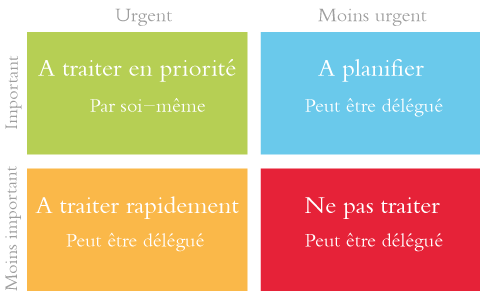 Urgent
Moins urgent
Important
A traiter en priorité
Par soi-même
A planifier
Peut être délégué
Moins important
A traiter rapidement
Peut être délégué
Ne pas traiter
Peut être délégué